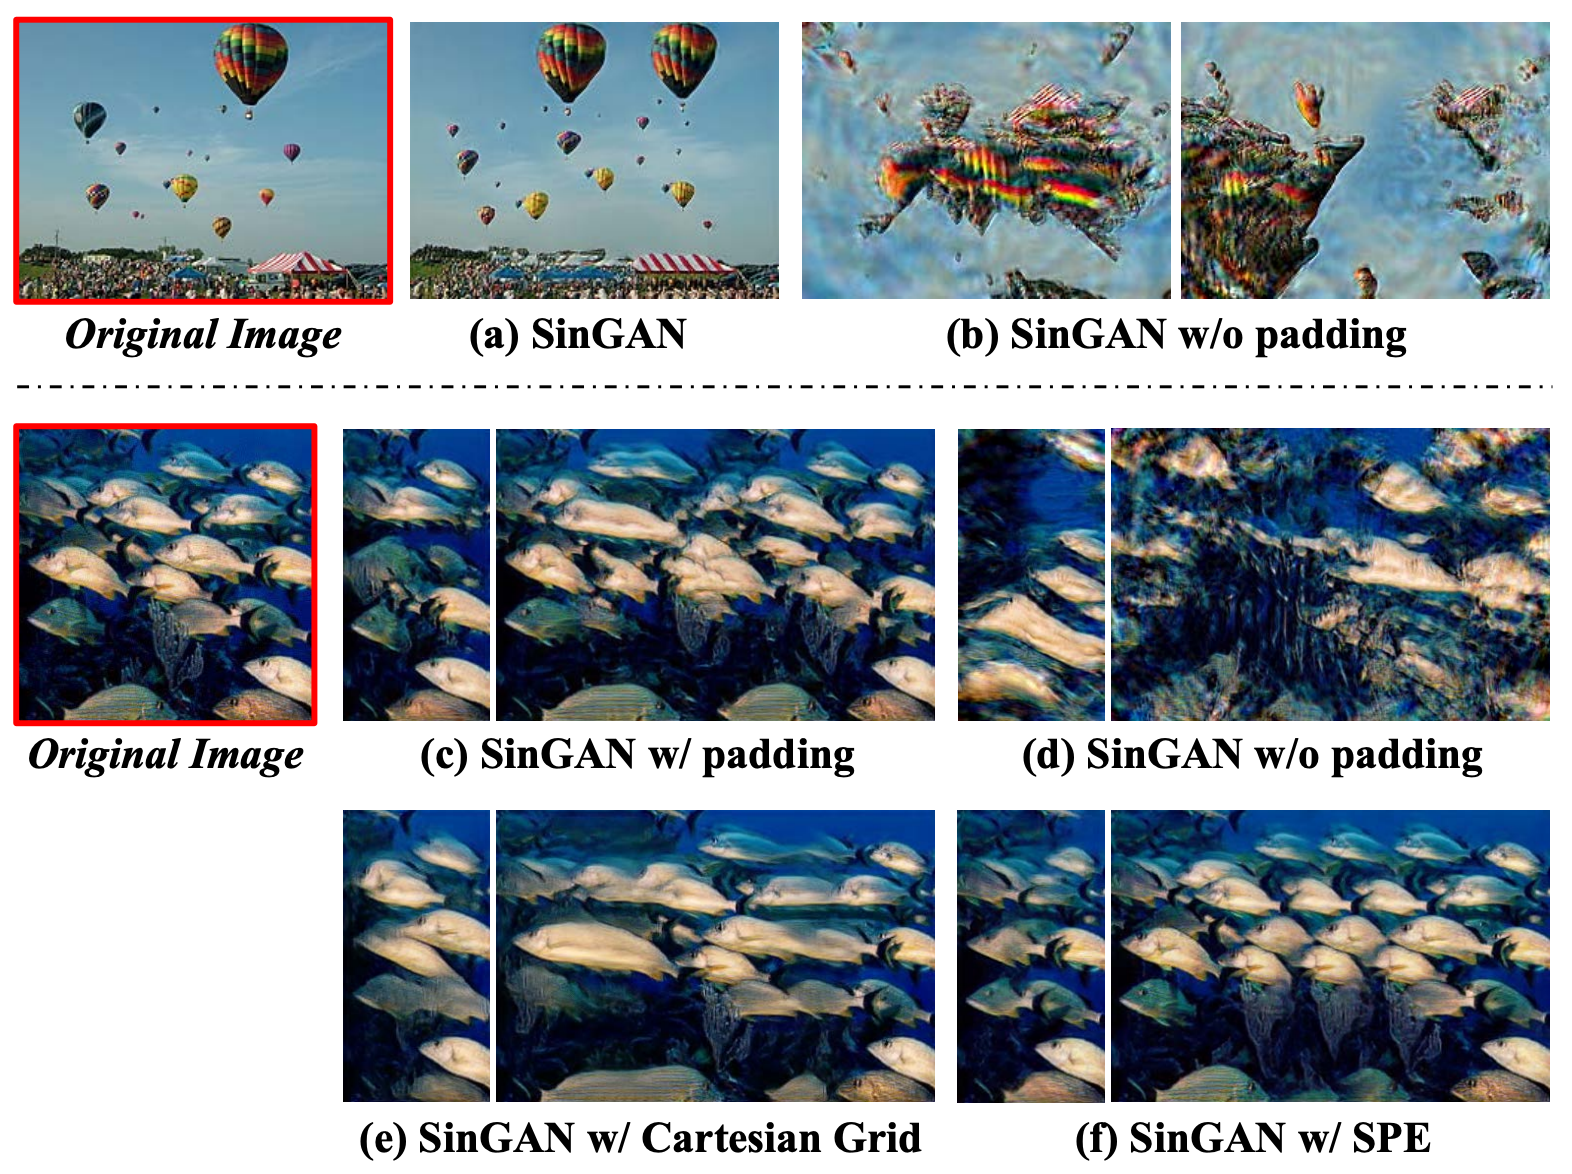 Original Image
(a) SinGAN
(b) SinGAN w/o padding
Original Image
(c) SinGAN w/ padding
(d) SinGAN w/o padding
(e) SinGAN w/ Cartesian Grid
(f) SinGAN w/ SPE